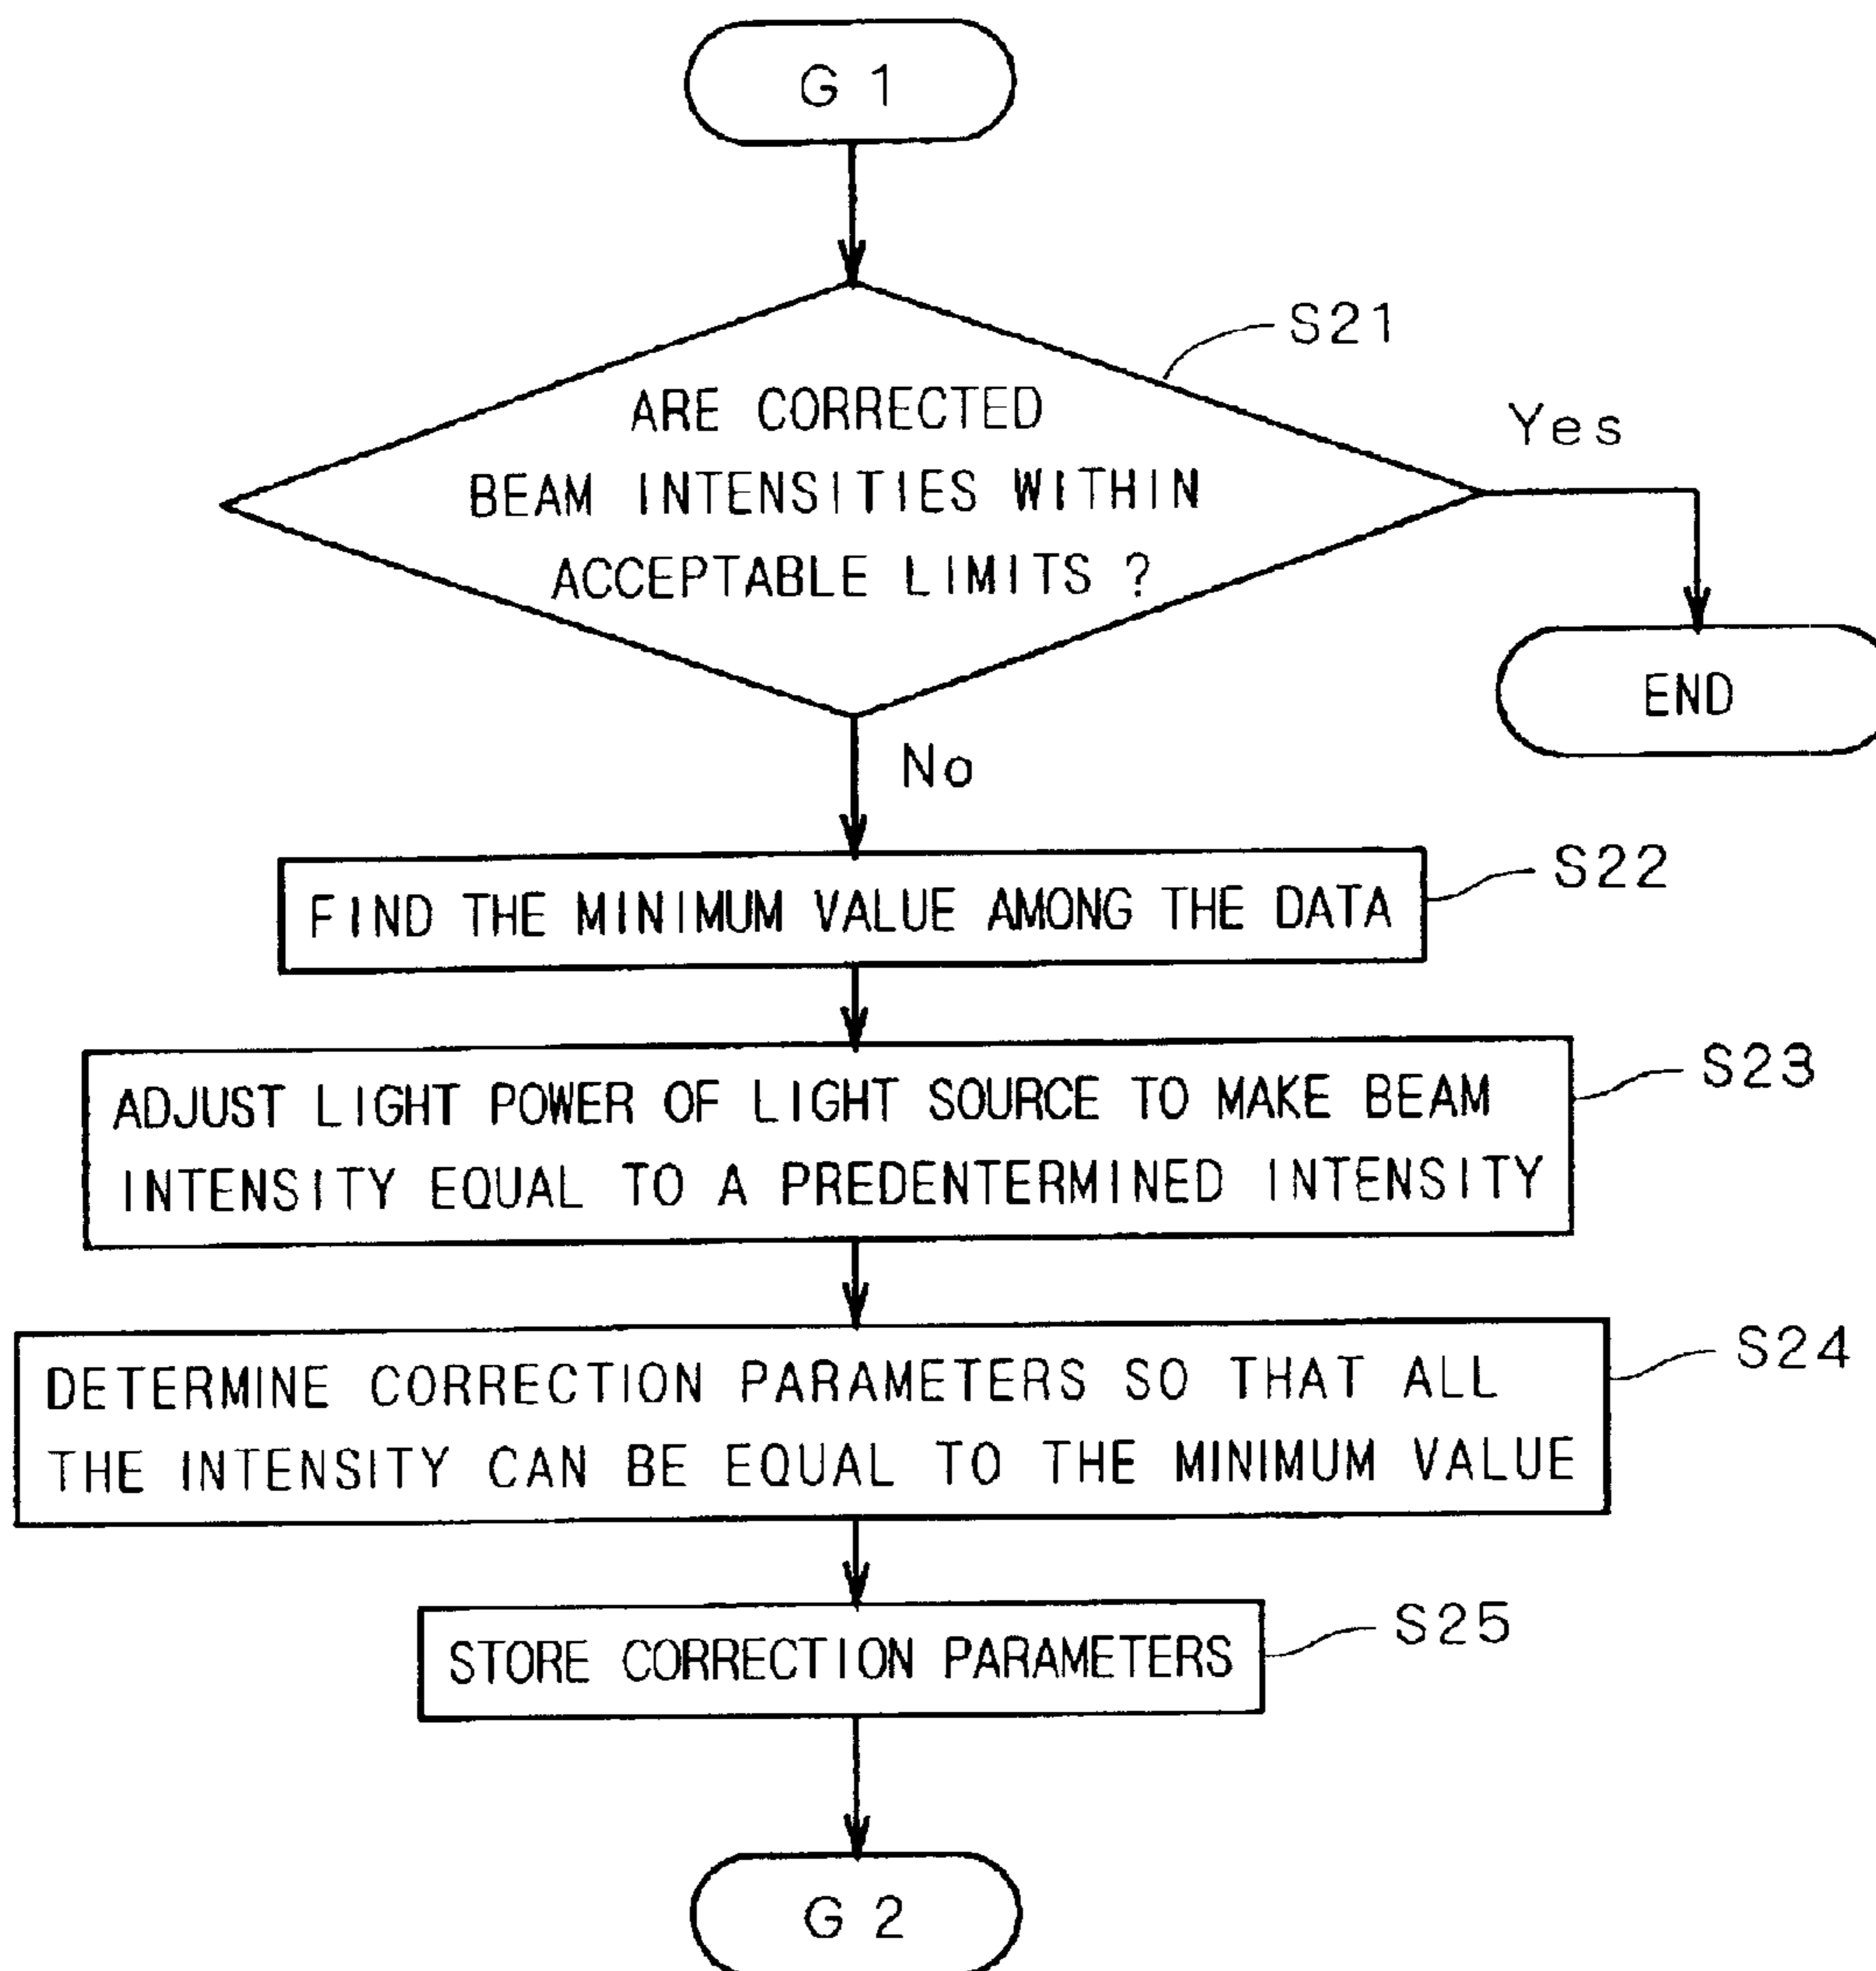 G 1
S21
ARE CORRECTED
BEAM INTENSITIES WITHIN
ACCEPTABLE LIMITS ?
Yes
END
No
S22
FIND THE MINIMUM VALUE AMONG THE DATA
S23
ADJUST LIGHT POWER OF LIGHT SOURCE TO MAKE BEAM
INTENSITY EQUAL TO A PREDENTERMINED INTENSITY
S24
DETERMINE CORRECTION PARAMETERS SO THAT ALL
THE INTENSITY CAN BE EQUAL TO THE MINIMUM VALUE
S25
STORE CORRECTION PARAMETERS
G 2